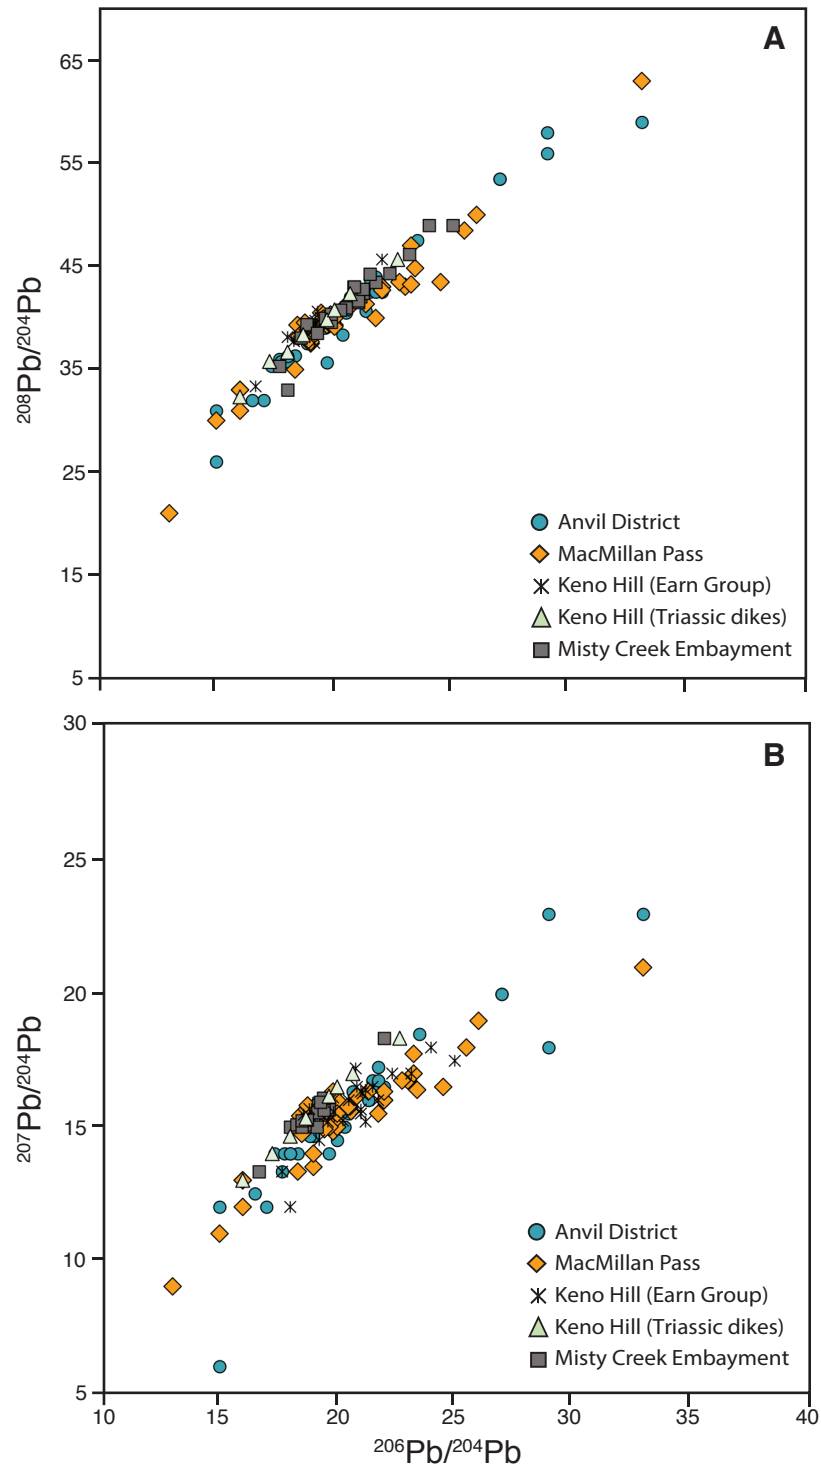 A
65
55
45
35
25
15
5
²⁰⁸Pb/²⁰⁴Pb
Anvil District
MacMillan Pass
Keno Hill (Earn Group)
Keno Hill (Triassic dikes)
Misty Creek Embayment
B
30
25
20
15
10
5
²⁰⁷Pb/²⁰⁴Pb
Anvil District
MacMillan Pass
Keno Hill (Earn Group)
Keno Hill (Triassic dikes)
Misty Creek Embayment
10 15 20 25 30 35 40
²⁰⁶Pb/²⁰⁴Pb